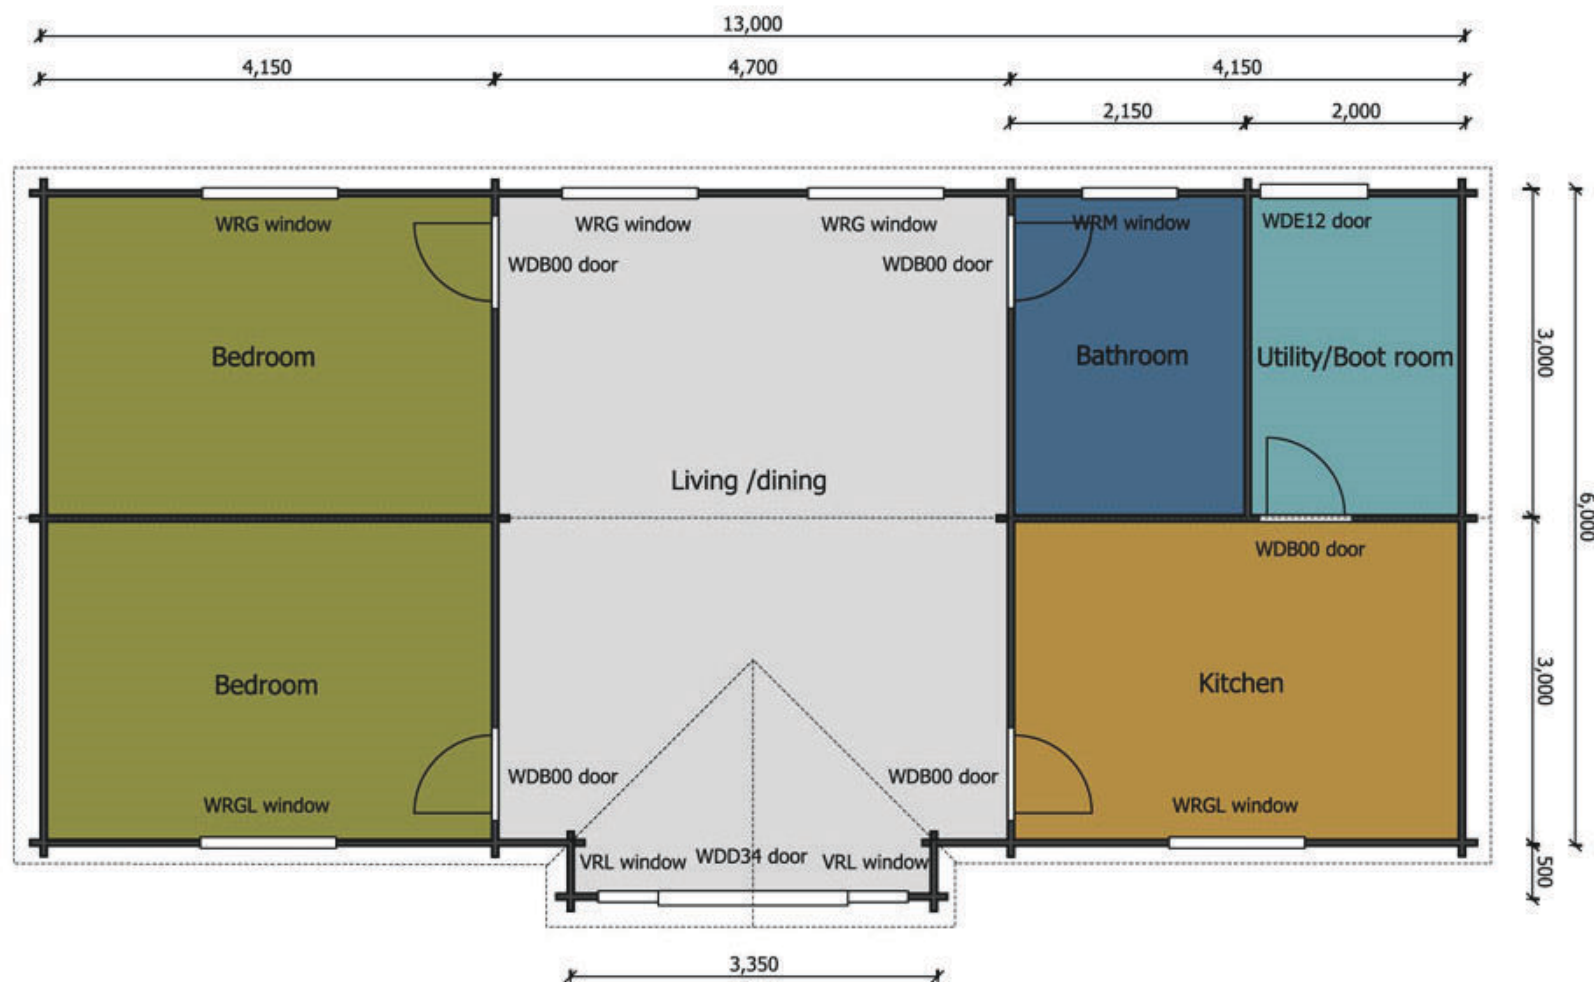 13,000
4,150
4,700
4,150
2,150
2,000
WRG window
WRG window
WRG window
WRM window
WDE12 door
WDB00 door
WDB00 door
Bedroom
Bathroom
Utility/Boot room
3,000
Living /dining
6,000
WDB00 door
Bedroom
Kitchen
3,000
WDB00 door
WDB00 door
WRGL window
WRGL window
VRL window
WDD34 door
VRL window
500
3,350